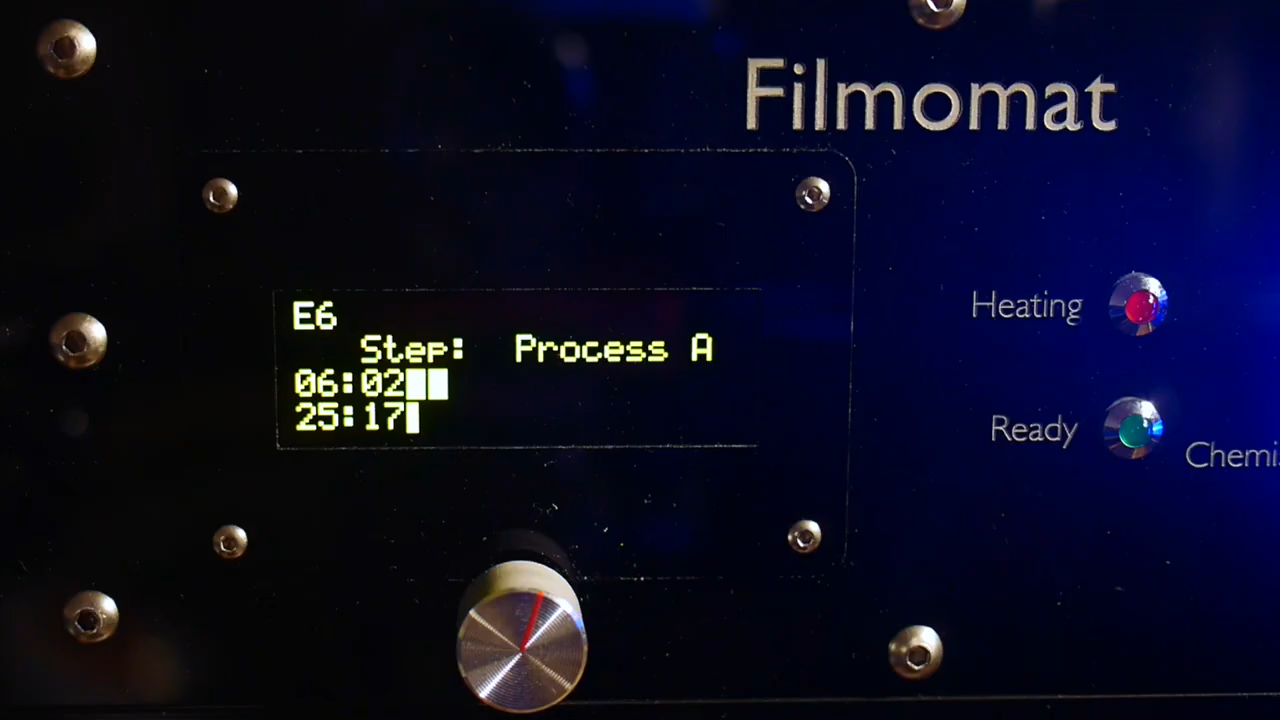 Filmomat
E6
Step: Process A
06:02
25:17
Heating
Ready